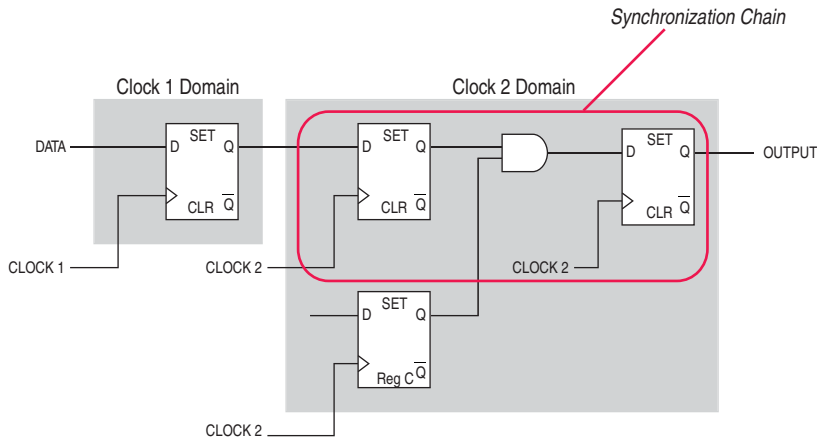 Synchronization Chain
Clock 1 Domain
Clock 2 Domain
DATA
D SET Q
CLR Q̅
CLOCK 1
D SET Q
CLR Q̅
CLOCK 2
D SET Q
CLR Q̅
CLOCK 2
OUTPUT
D SET Q
Reg C Q̅
CLOCK 2